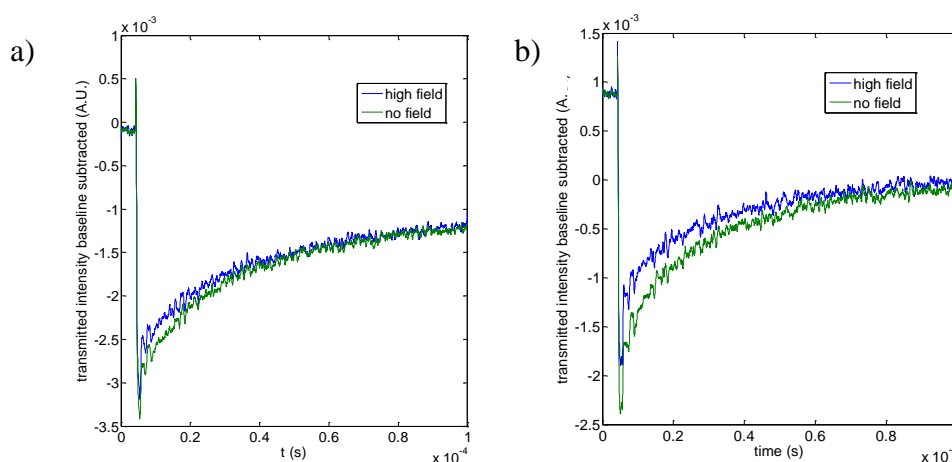 a)
x 10⁻³
1
0.5
0
-0.5
-1
-1.5
-2
-2.5
-3
-3.5
transmitted intensity baseline subtracted (A.U.)
high field
no field
0 0.2 0.4 0.6 0.8 1
t (s)
x 10⁻⁴
b)
x 10⁻³
1.5
1
0.5
0
-0.5
-1
-1.5
-2
-2.5
transmitted intensity baseline subtracted (A.
high field
no field
0 0.2 0.4 0.6 0.8
time (s)
x 10